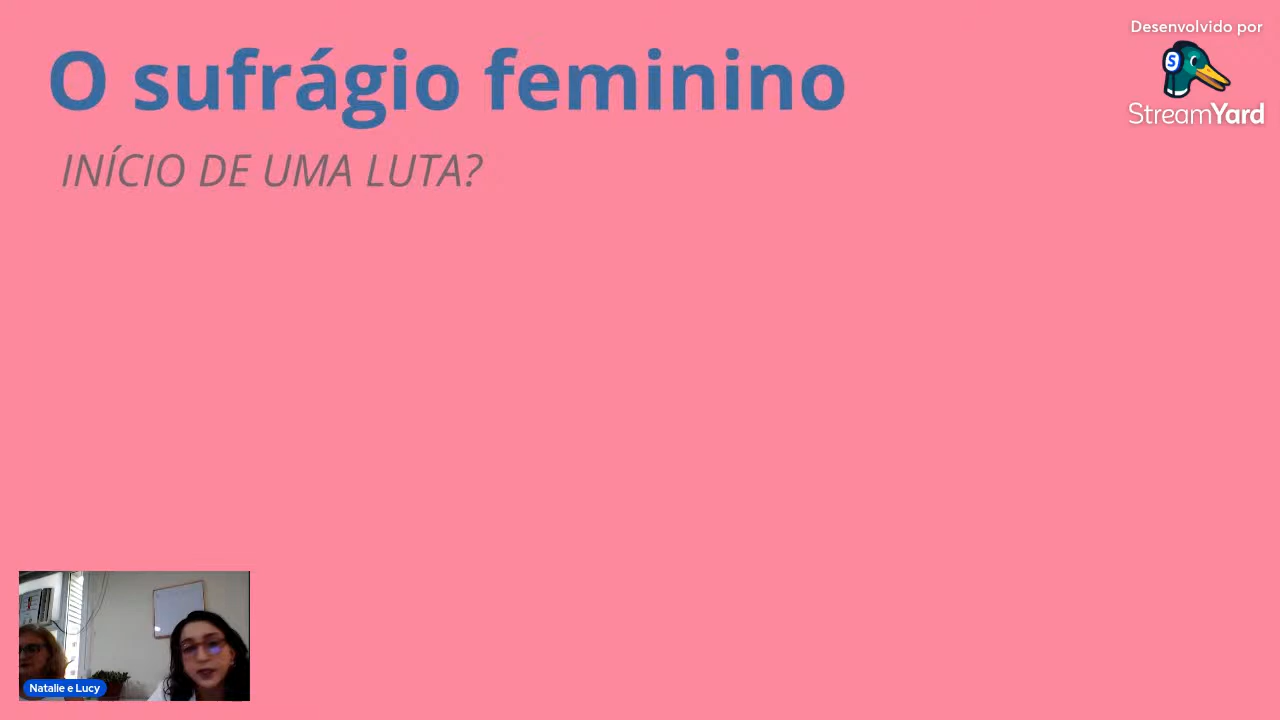 O sufrágio feminino
INÍCIO DE UMA LUTA?
Desenvolvido por
StreamYard
Natalie e Lucy